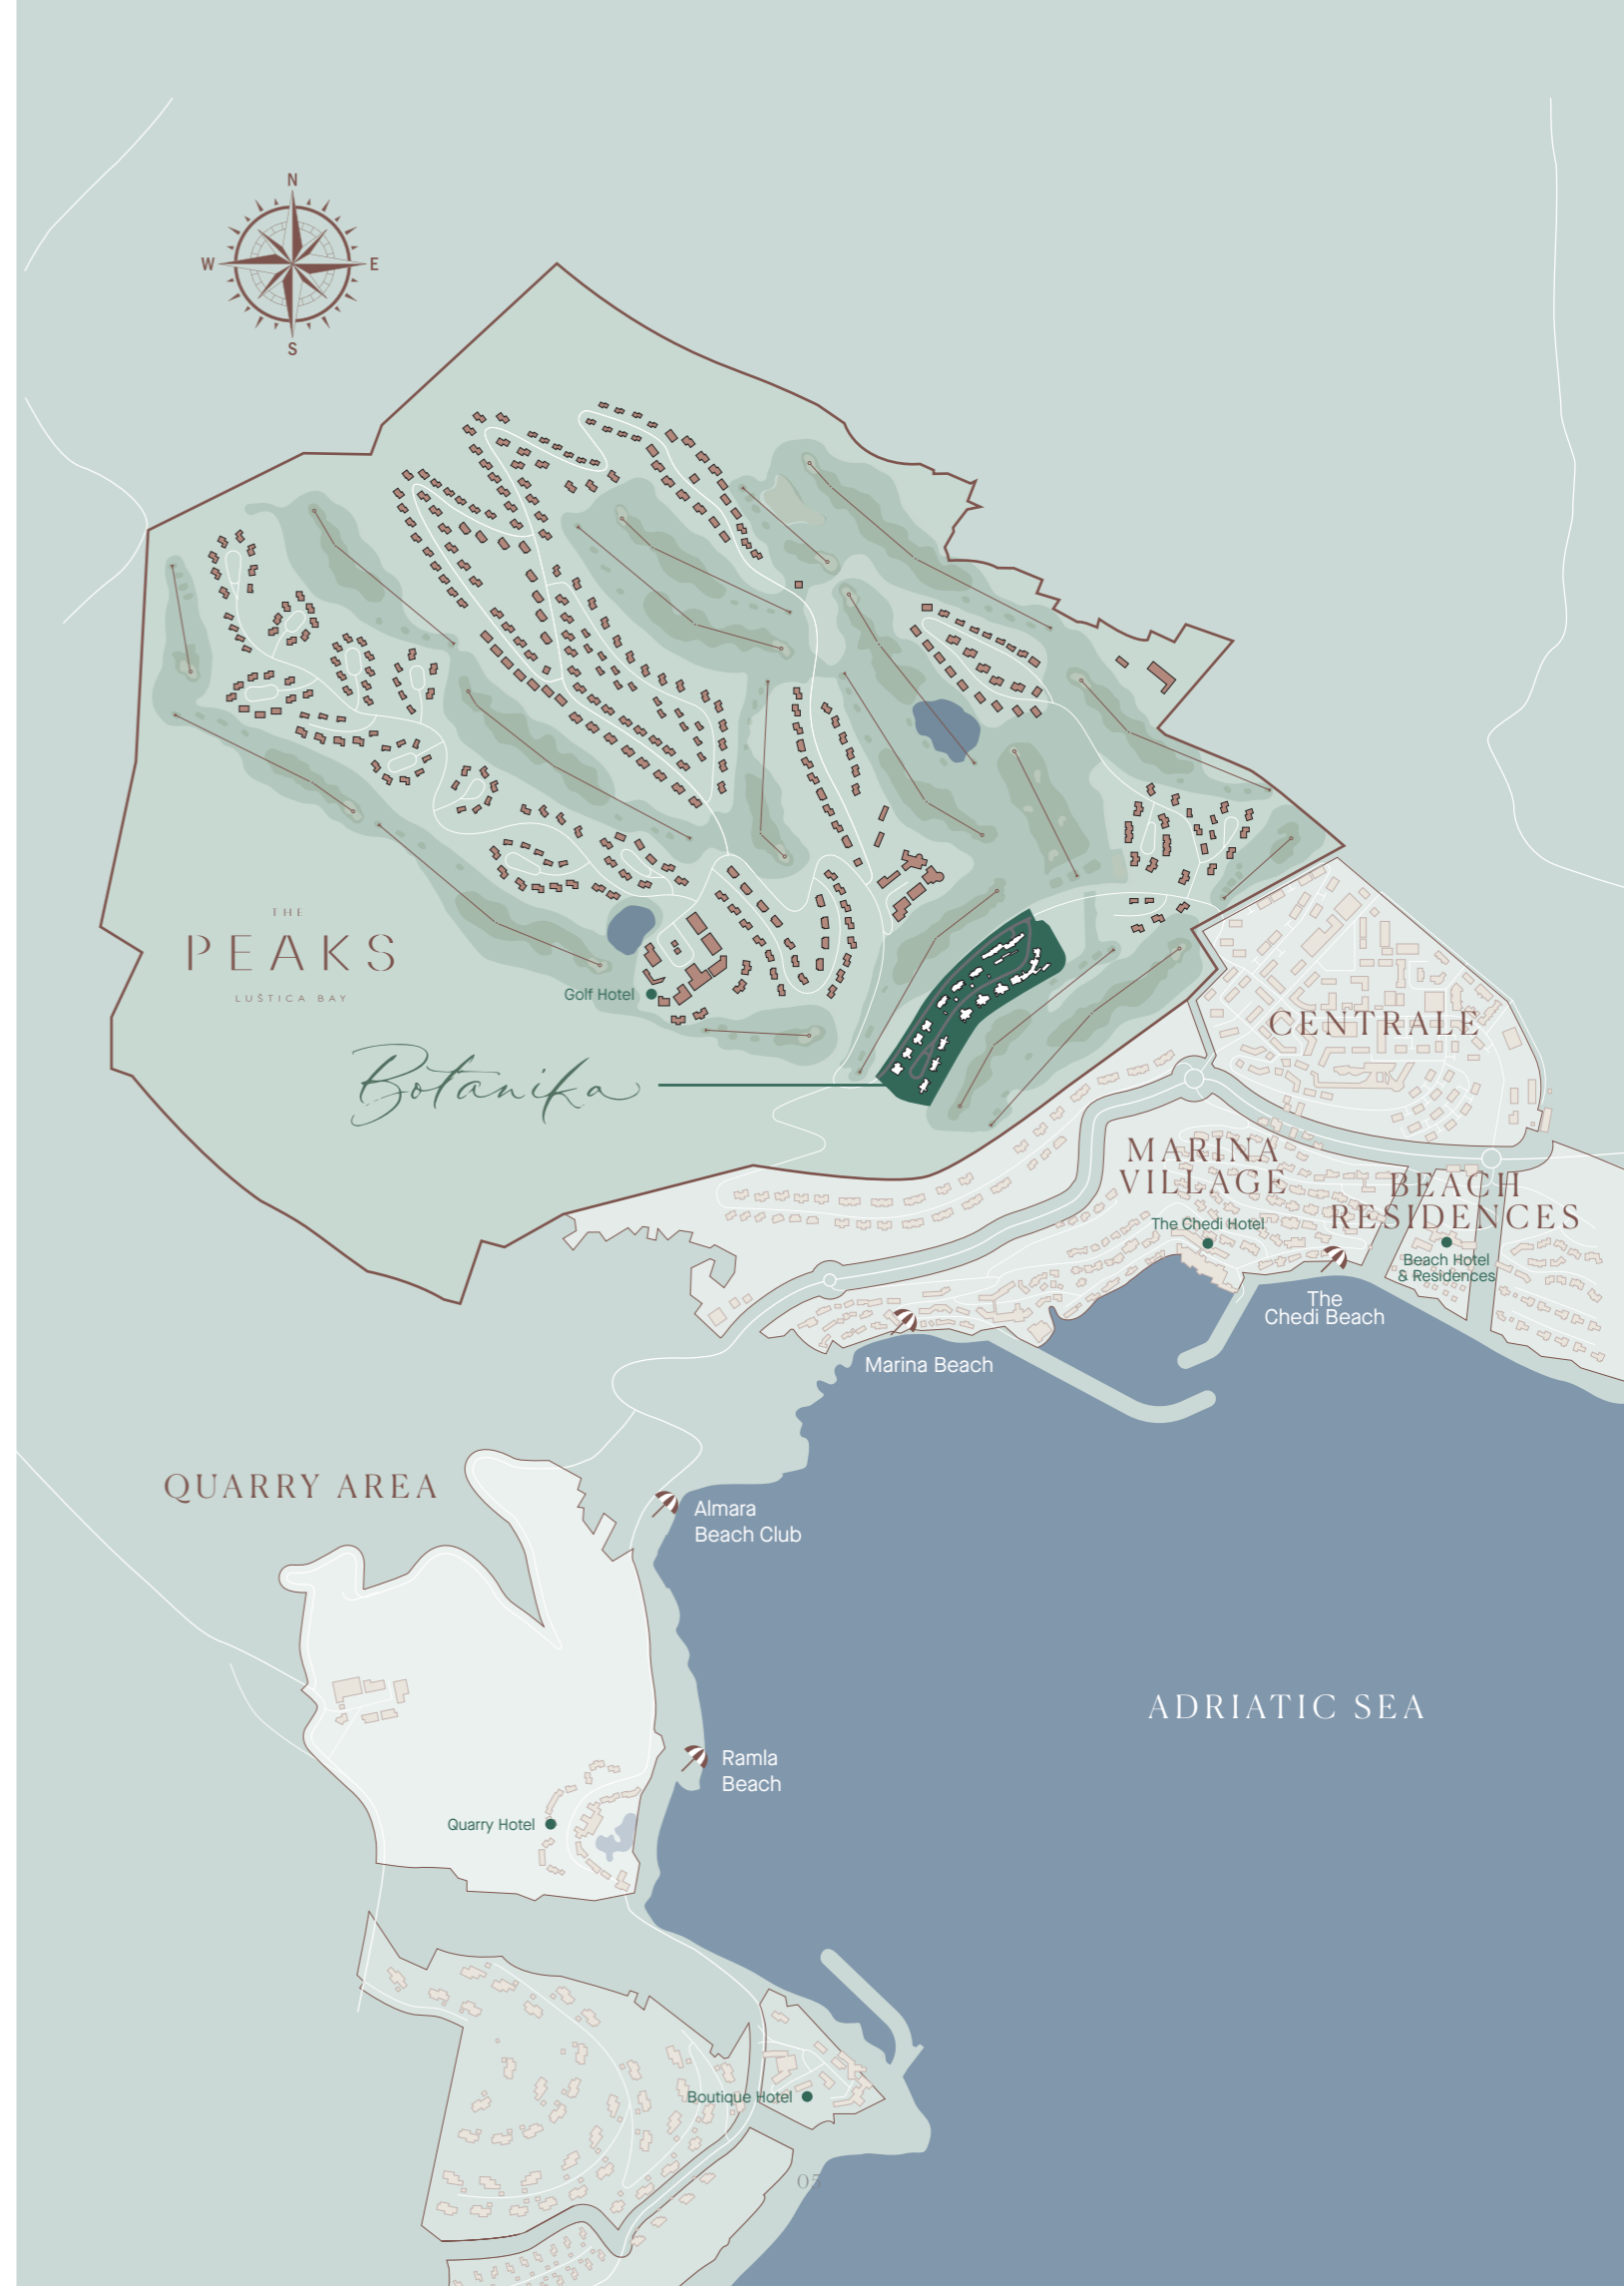 N
W
E
S
THE
PEAKS
LUŠTICA BAY
Golf Hotel
Botanika
CENTRALE
MARINA
VILLAGE
The Chedi Hotel
BEACH
RESIDENCES
Beach Hotel
& Residences
The
Chedi Beach
Marina Beach
QUARRY AREA
Almara
Beach Club
ADRIATIC SEA
Ramla
Beach
Quarry Hotel
Boutique Hotel
05